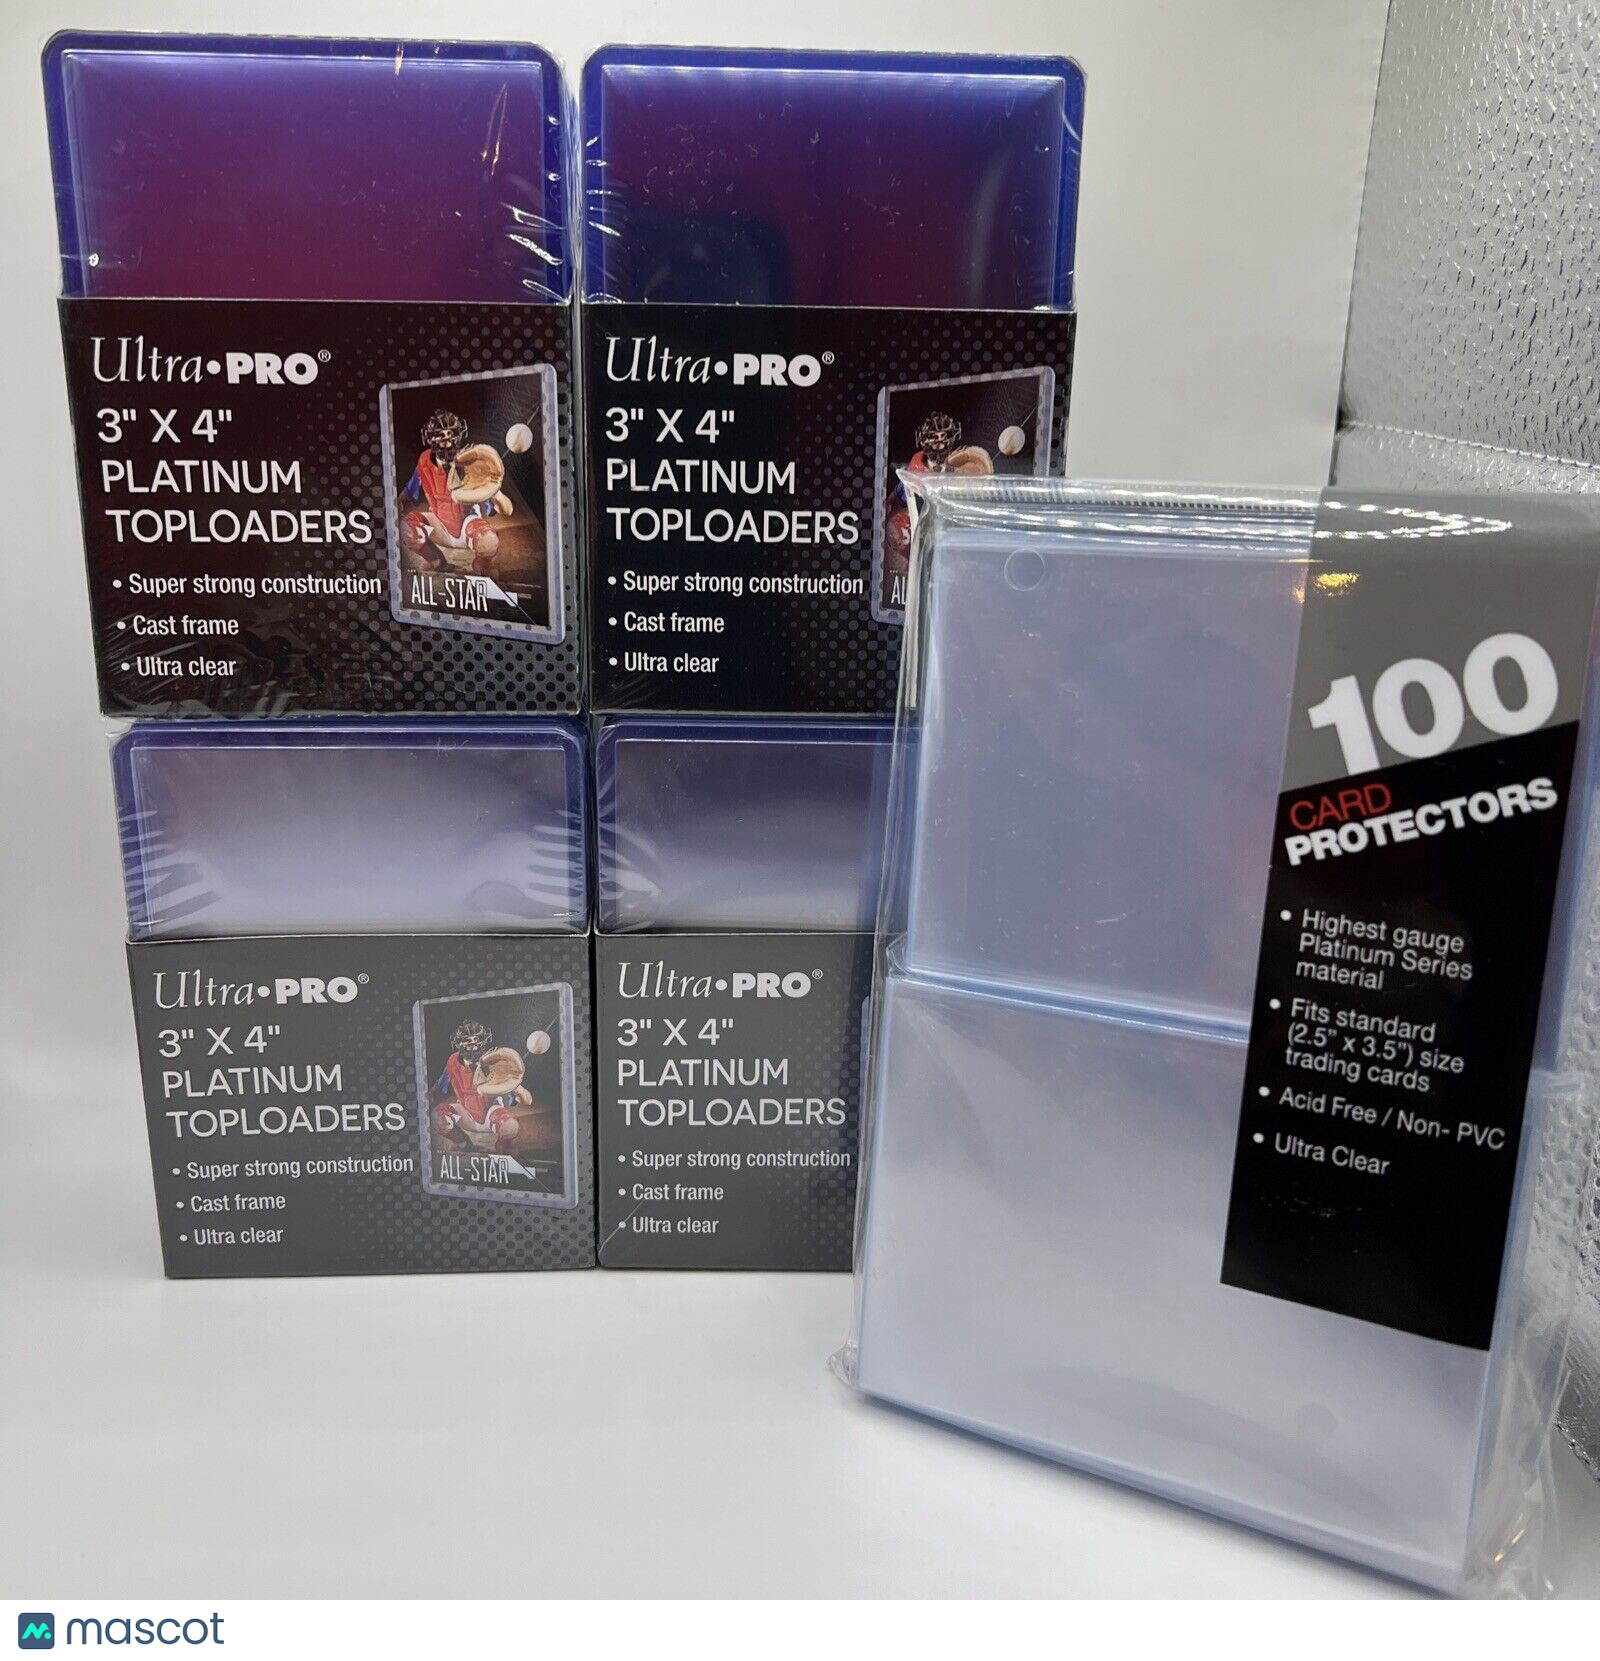 Ultra•PRO®
3" X 4"
PLATINUM
TOPLOADERS
• Super strong construction
• Cast frame
• Ultra clear
ALL-STAR
Ultra•PRO®
3" X 4"
PLATINUM
TOPLOADERS
• Super strong construction
• Cast frame
• Ultra clear
AL
Ultra•PRO®
3" X 4"
PLATINUM
TOPLOADERS
• Super strong construction
• Cast frame
• Ultra clear
ALL-STAR
Ultra•PRO®
3" X 4"
PLATINUM
TOPLOADERS
• Super strong construction
• Cast frame
• Ultra clear
100
CARD
PROTECTORS
• Highest gauge
Platinum Series
material
• Fits standard
(2.5" x 3.5") size
trading cards
• Acid Free / Non- PVC
• Ultra Clear
mascot